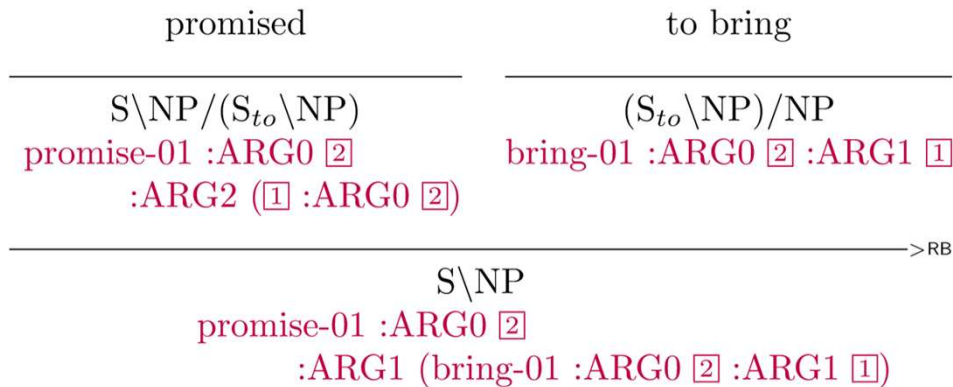 promised to bring
S\NP/(S_to\NP) (S_to\NP)/NP
promise-01 :ARG0 [2] bring-01 :ARG0 [2] :ARG1 [1]
:ARG2 ([1] :ARG0 [2])
>RB
S\NP
promise-01 :ARG0 [2]
:ARG1 (bring-01 :ARG0 [2] :ARG1 [1])